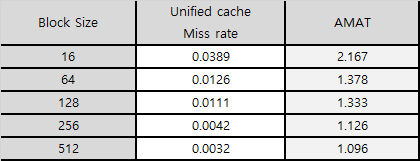 Block Size Unified cache Miss rate AMAT
16 0.0389 2.167
64 0.0126 1.378
128 0.0111 1.333
256 0.0042 1.126
512 0.0032 1.096